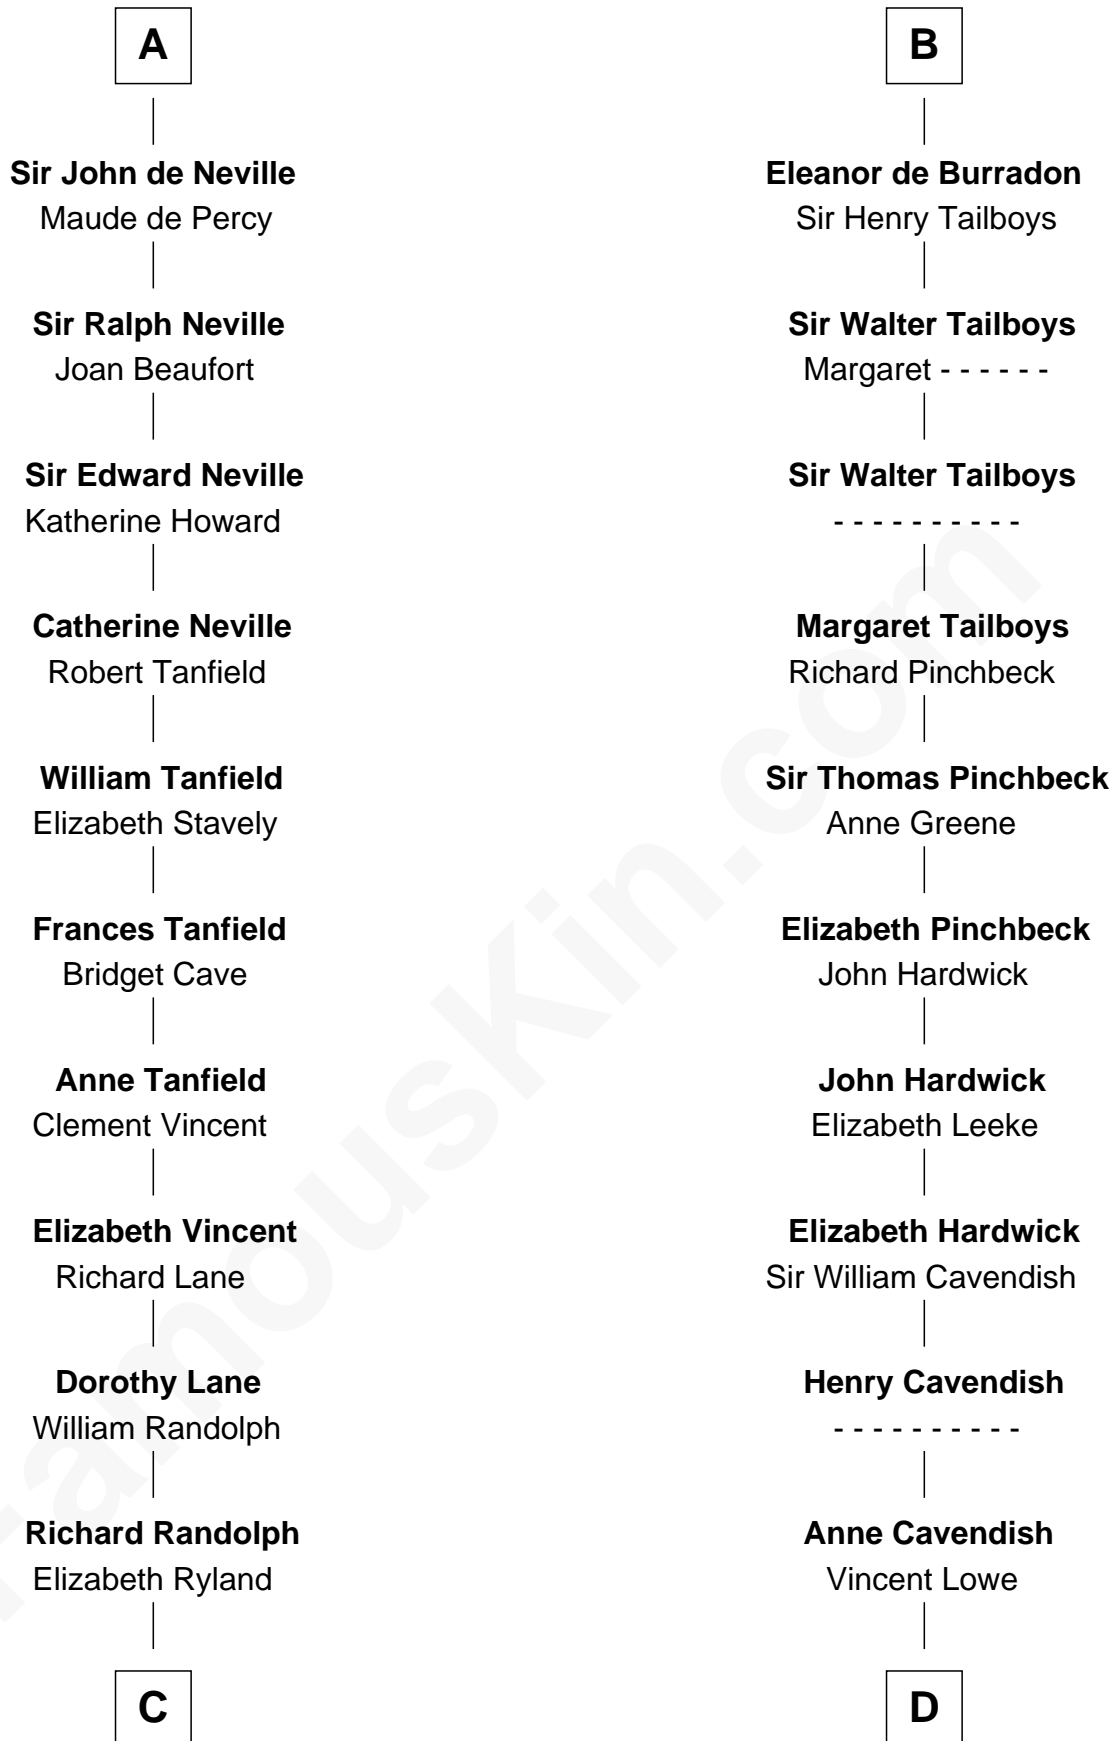 A
Sir John de Neville
Maude de Percy
Sir Ralph Neville
Joan Beaufort
Sir Edward Neville
Katherine Howard
Catherine Neville
Robert Tanfield
William Tanfield
Elizabeth Stavely
Frances Tanfield
Bridget Cave
Anne Tanfield
Clement Vincent
Elizabeth Vincent
Richard Lane
Dorothy Lane
William Randolph
Richard Randolph
Elizabeth Ryland
C
B
Eleanor de Burradon
Sir Henry Tailboys
Sir Walter Tailboys
Margaret - - - - - -
Sir Walter Tailboys
- - - - - - - - - -
Margaret Tailboys
Richard Pinchbeck
Sir Thomas Pinchbeck
Anne Greene
Elizabeth Pinchbeck
John Hardwick
John Hardwick
Elizabeth Leeke
Elizabeth Hardwick
Sir William Cavendish
Henry Cavendish
- - - - - - - - - -
Anne Cavendish
Vincent Lowe
D
FamousKin.com